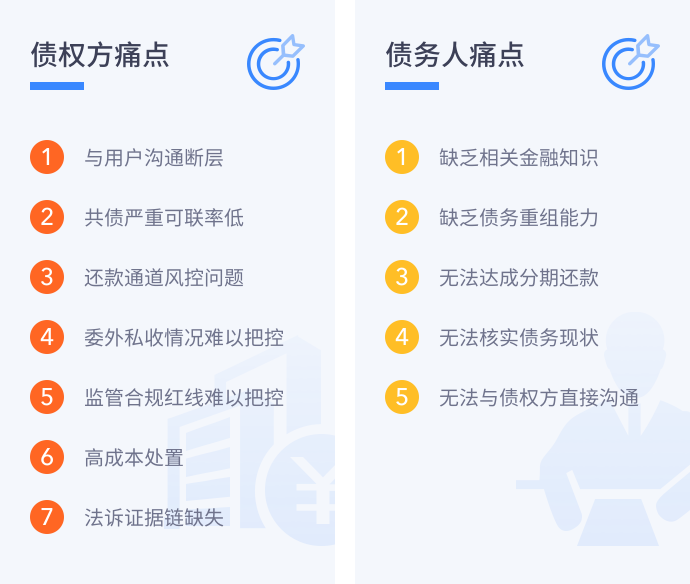 债权方痛点
1 与用户沟通断层
2 共债严重可联率低
3 还款通道风控问题
4 委外私收情况难以把控
5 监管合规红线难以把控
6 高成本处置
7 法诉证据链缺失
¥
债务人痛点
1 缺乏相关金融知识
2 缺乏债务重组能力
3 无法达成分期还款
4 无法核实债务现状
5 无法与债权方直接沟通